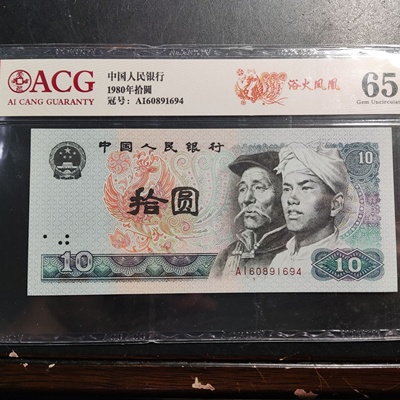 ACG
AI CANG GUARANTY
中国人民银行
1980年拾圆
冠号：AI60891694
浴火凤凰
65
Gem Uncirculated
中国人民银行
10
拾圆
AI60891694
10
10